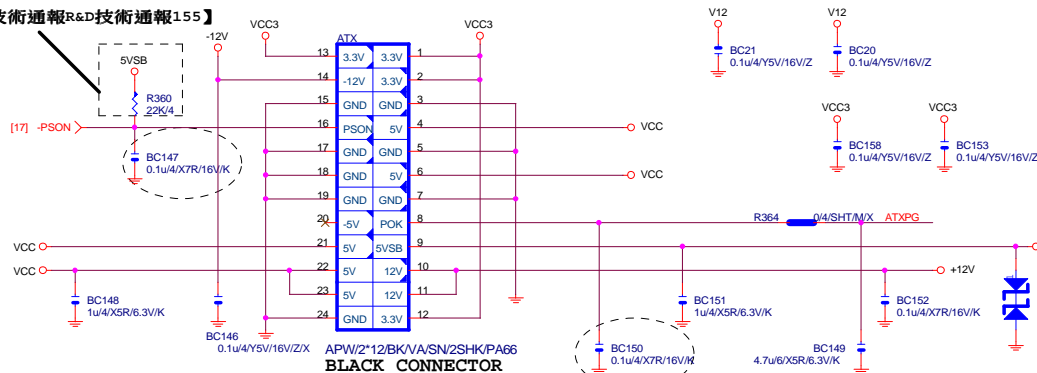 技術通報R&D技術通報155】
5VSB
R360
22K/4
[17] -PSON
BC147
0.1u/4/X7R/16V/K
-12V
VCC3
ATX
VCC3
13 3.3V 3.3V 1
14 -12V 3.3V 2
15 GND GND 3
16 PSON 5V 4
17 GND GND 5
18 GND 5V 6
19 GND GND 7
20 -5V POK 8
21 5V 5VSB 9
22 5V 12V 10
23 5V 12V 11
24 GND 3.3V 12
VCC
VCC
VCC
VCC
BC148
1u/4/X5R/6.3V/K
BC146
0.1u/4/Y5V/16V/Z/X
APW/2*12/BK/VA/SN/2SHK/PA66
BLACK CONNECTOR
V12
BC21
0.1u/4/Y5V/16V/Z
V12
BC20
0.1u/4/Y5V/16V/Z
VCC3
BC158
0.1u/4/Y5V/16V/Z
VCC3
BC153
0.1u/4/Y5V/16V/Z
R364
0/4/SHT/M/X
ATXPG
+12V
BC151
1u/4/X5R/6.3V/K
BC152
0.1u/4/Y5V/16V/Z
BC150
0.1u/4/X7R/16V/K
BC149
4.7u/6/X5R/6.3V/K